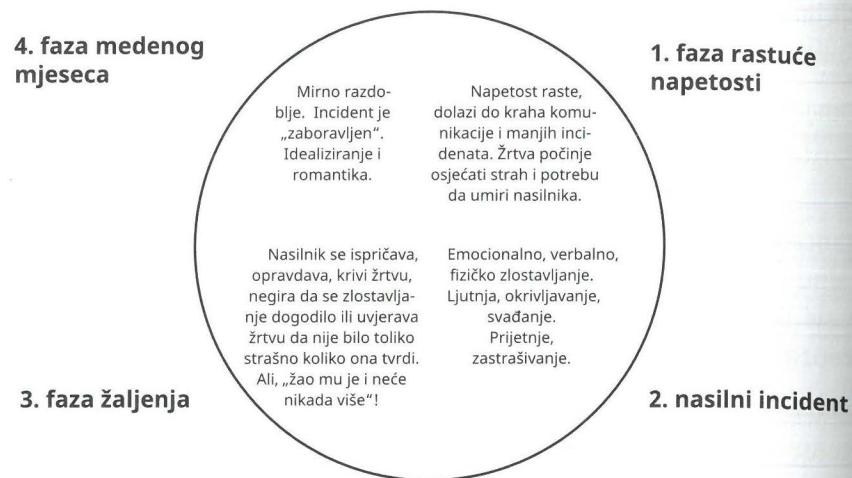 4. faza medenog
mjeseca
1. faza rastuće
napetosti
Mirno razdo-
blje. Incident je
„zaboravljen“.
Idealiziranje i
romantika.
Napetost raste,
dolazi do kraha komu-
nikacije i manjih inci-
denata. Žrtva počinje
osjećati strah i potrebu
da umiri nasilnika.
Nasilnik se ispričava,
opravdava, krivi žrtvu,
negira da se zlostavlja-
nje dogodilo ili uvjerava
žrtvu da nije bilo toliko
strašno koliko ona tvrdi.
Ali, „žao mu je i neće
nikada više“!
Emocionalno, verbalno,
fizičko zlostavljanje.
Ljutnja, okrivljavanje,
svađanje.
Prijetnje,
zastrašivanje.
3. faza žaljenja
2. nasilni incident